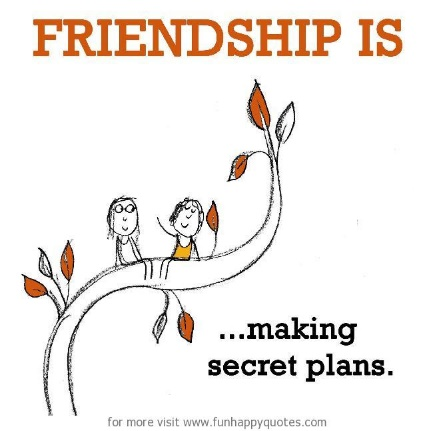 FRIENDSHIP IS
...making
secret plans.
for more visit www.funhappyquotes.com